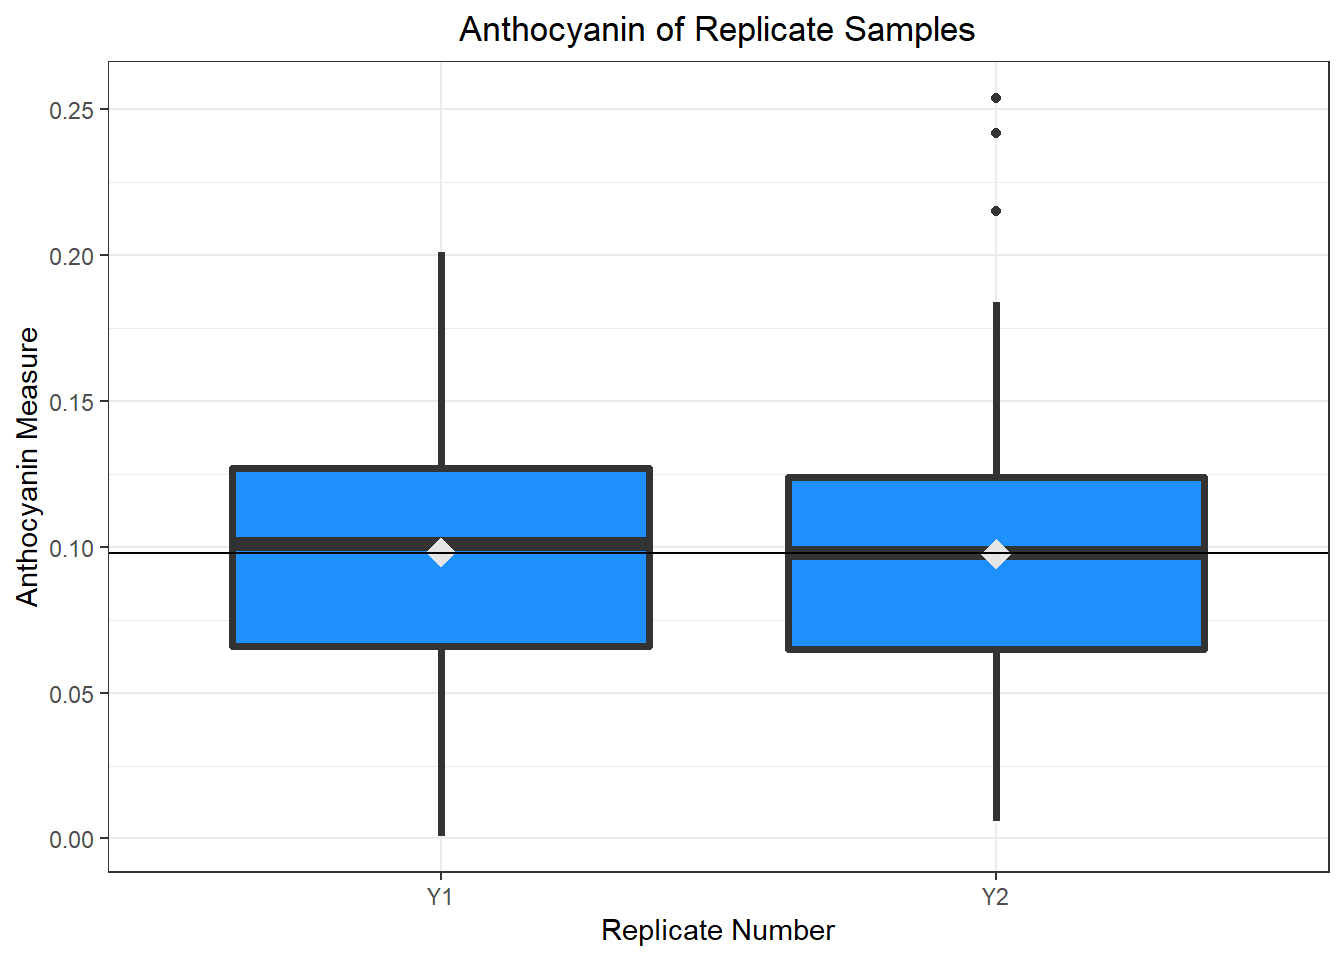 Anthocyanin of Replicate Samples
0.25
0.20
0.15
0.10
0.05
0.00
Anthocyanin Measure
Y1
Y2
Replicate Number